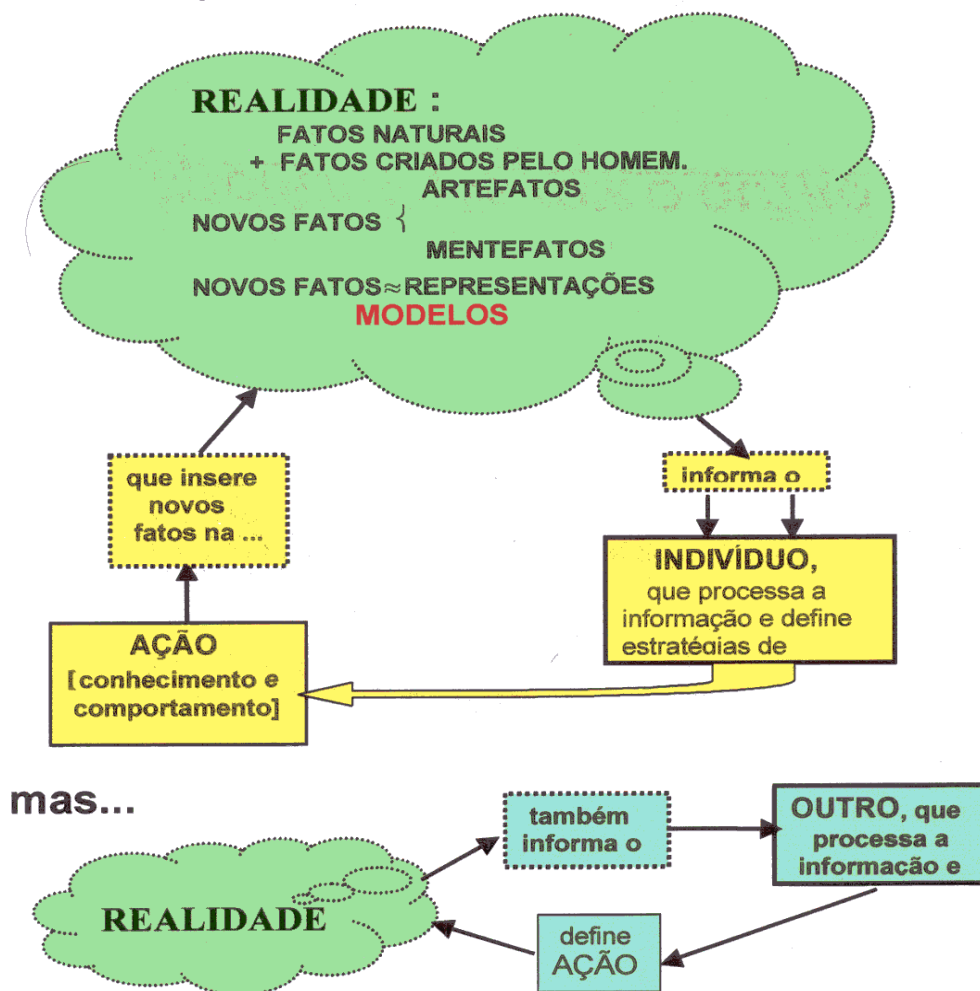 REALIDADE :
FATOS NATURAIS
+ FATOS CRIADOS PELO HOMEM.
ARTEFATOS
NOVOS FATOS {
MENTEFATOS
NOVOS FATOS≈REPRESENTAÇÕES
MODELOS
informa o
INDIVÍDUO,
que processa a
informação e define
estratégias de
AÇÃO
[conhecimento e
comportamento]
que insere
novos
fatos na ...
mas...
REALIDADE
também
informa o
OUTRO, que
processa a
informação e
define
AÇÃO